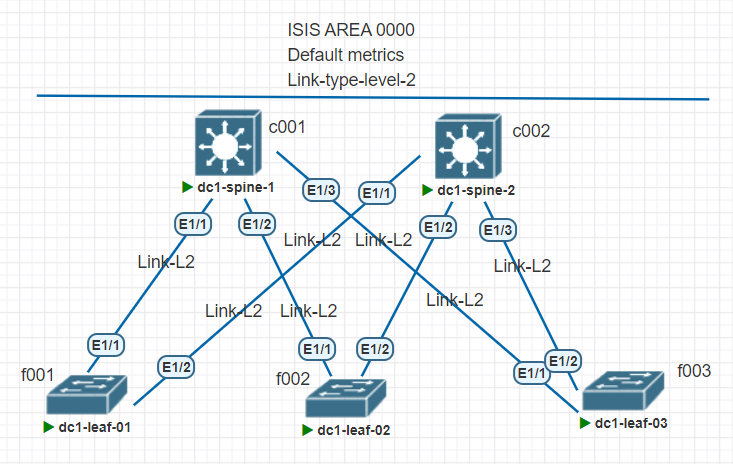 ISIS AREA 0000
Default metrics
Link-type-level-2
c001
c002
dc1-spine-1
E1/3
E1/1
dc1-spine-2
E1/1
E1/2
E1/2
E1/3
Link-L2
Link-L2
Link-L2
Link-L2
Link-L2
Link-L2
Link-L2
E1/1
E1/2
E1/1
E1/2
E1/1
E1/2
f001
f002
f003
dc1-leaf-01
dc1-leaf-02
dc1-leaf-03